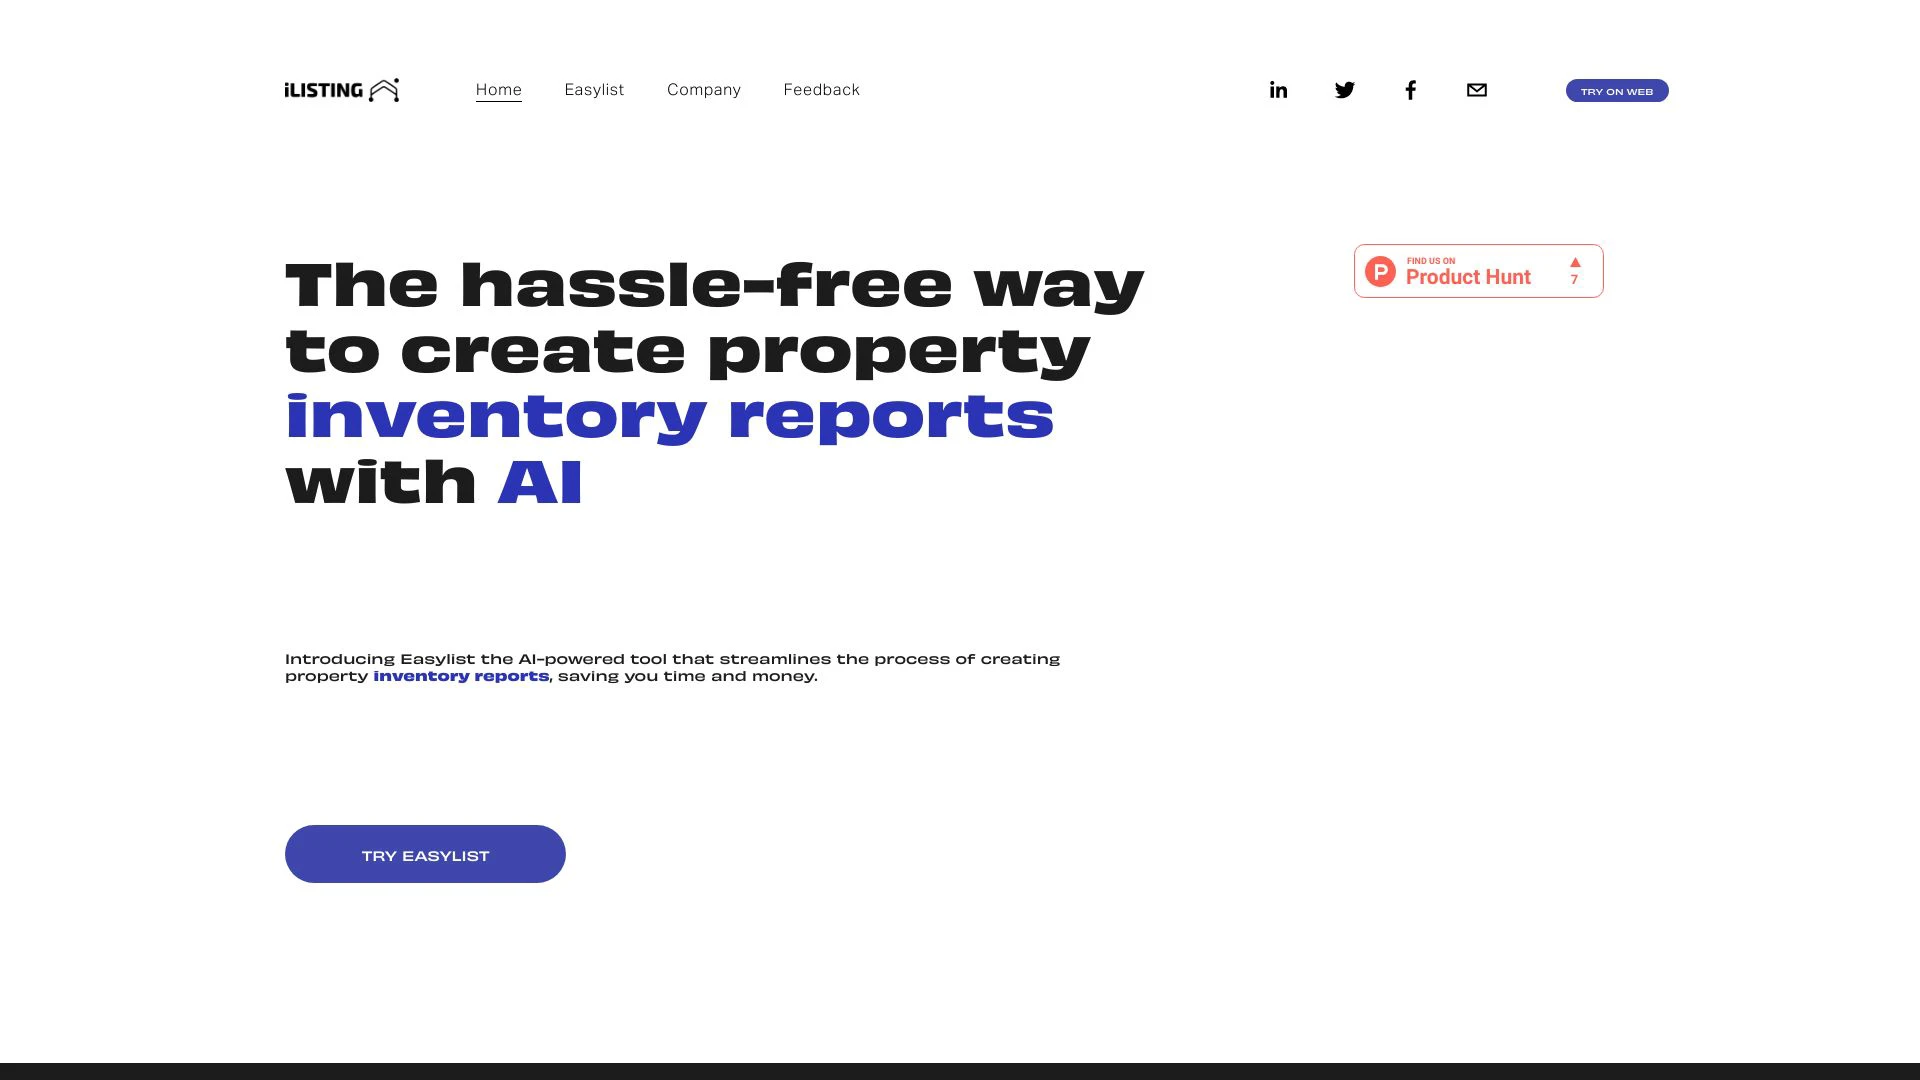 iLISTING
Home Easylist Company Feedback
TRY ON WEB
The hassle-free way
to create property
inventory reports
with AI
FIND US ON
Product Hunt
7
Introducing Easylist the AI-powered tool that streamlines the process of creating
property inventory reports, saving you time and money.
TRY EASYLIST